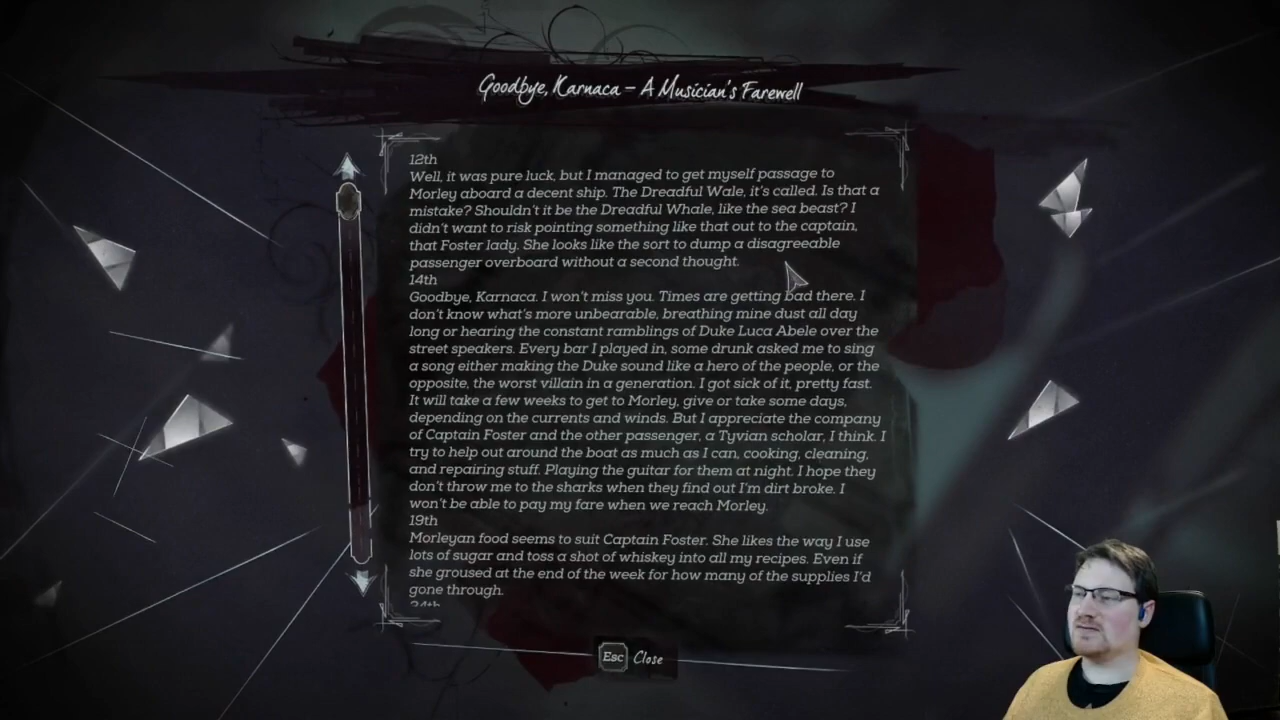 Goodbye, Karnaca – A Musician's Farewell
12th
Well, it was pure luck, but I managed to get myself passage to
Morley aboard a decent ship. The Dreadful Wale, it's called. Is that a
mistake? Shouldn't it be the Dreadful Whale, like the sea beast? I
didn't want to risk pointing something like that out to the captain,
that Foster lady. She looks like the sort to dump a disagreeable
passenger overboard without a second thought.
14th
Goodbye, Karnaca. I won't miss you. Times are getting bad there. I
don't know what's more unbearable, breathing mine dust all day
long or hearing the constant ramblings of Duke Luca Abele over the
street speakers. Every bar I played in, some drunk asked me to sing
a song either making the Duke sound like a hero of the people, or the
opposite, the worst villain in a generation. I got sick of it, pretty fast.
It will take a few weeks to get to Morley, give or take some days,
depending on the currents and winds. But I appreciate the company
of Captain Foster and the other passenger, a Tyvian scholar, I think. I
try to help out around the boat as much as I can, cooking, cleaning,
and repairing stuff. Playing the guitar for them at night. I hope they
don't throw me to the sharks when they find out I'm dirt broke. I
won't be able to pay my fare when we reach Morley.
19th
Morleyan food seems to suit Captain Foster. She likes the way I use
lots of sugar and toss a shot of whiskey into all my recipes. Even if
she groused at the end of the week for how many of the supplies I'd
gone through.
Esc Close